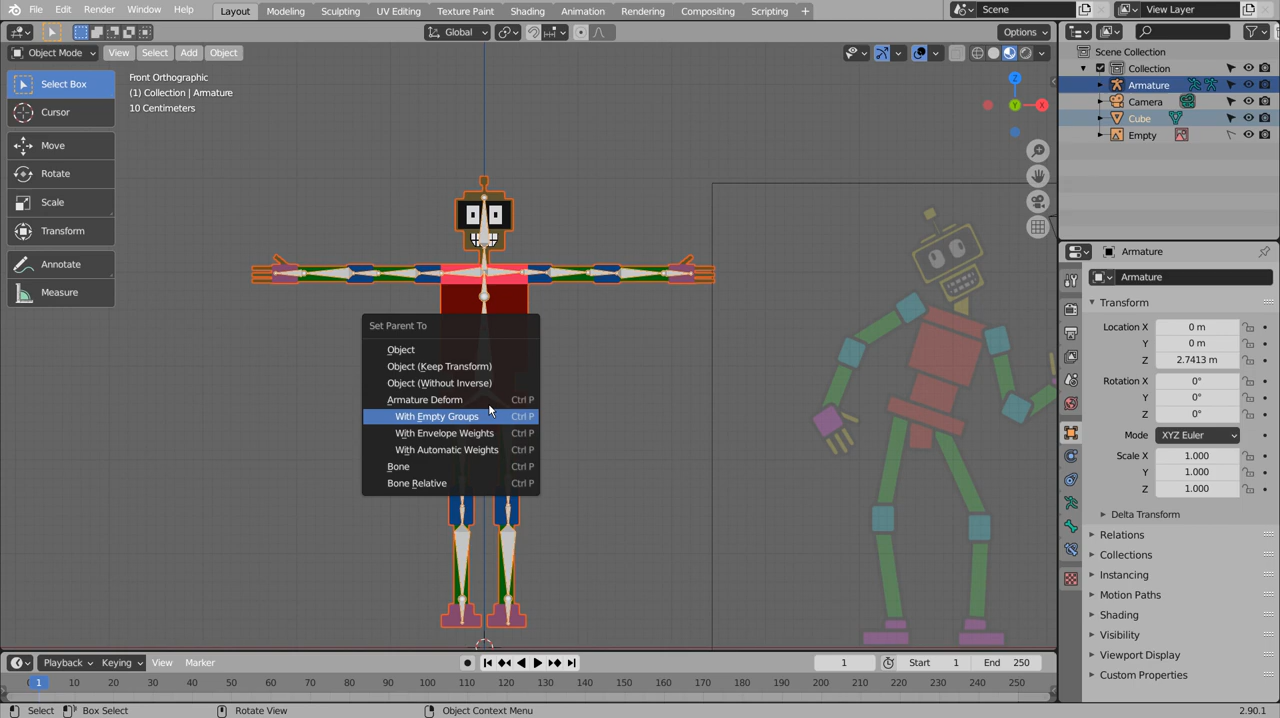 File Edit Render Window Help Layout Modeling Sculpting UV Editing Texture Paint Shading Animation Rendering Compositing Scripting + Scene View Layer
Global Options
Object Mode View Select Add Object
Select Box
Cursor
Move
Rotate
Scale
Transform
Annotate
Measure
Front Orthographic
(1) Collection | Armature
10 Centimeters
Z
Y
X
Set Parent To
Object
Object (Keep Transform)
Object (Without Inverse)
Armature Deform Ctrl P
With Empty Groups Ctrl P
With Envelope Weights Ctrl P
With Automatic Weights Ctrl P
Bone Ctrl P
Bone Relative Ctrl P
Scene Collection
Collection
Armature
Camera
Cube
Empty
Armature
Armature
Transform
Location X 0 m
Y 0 m
Z 2.7413 m
Rotation X 0°
Y 0°
Z 0°
Mode XYZ Euler
Scale X 1.000
Y 1.000
Z 1.000
Delta Transform
Relations
Collections
Instancing
Motion Paths
Shading
Visibility
Viewport Display
Custom Properties
Playback Keying View Marker 1 Start 1 End 250
1 10 20 30 40 50 60 70 80 90 100 110 120 130 140 150 160 170 180 190 200 210 220 230 240 250
Select Box Select Rotate View Object Context Menu 2.90.1